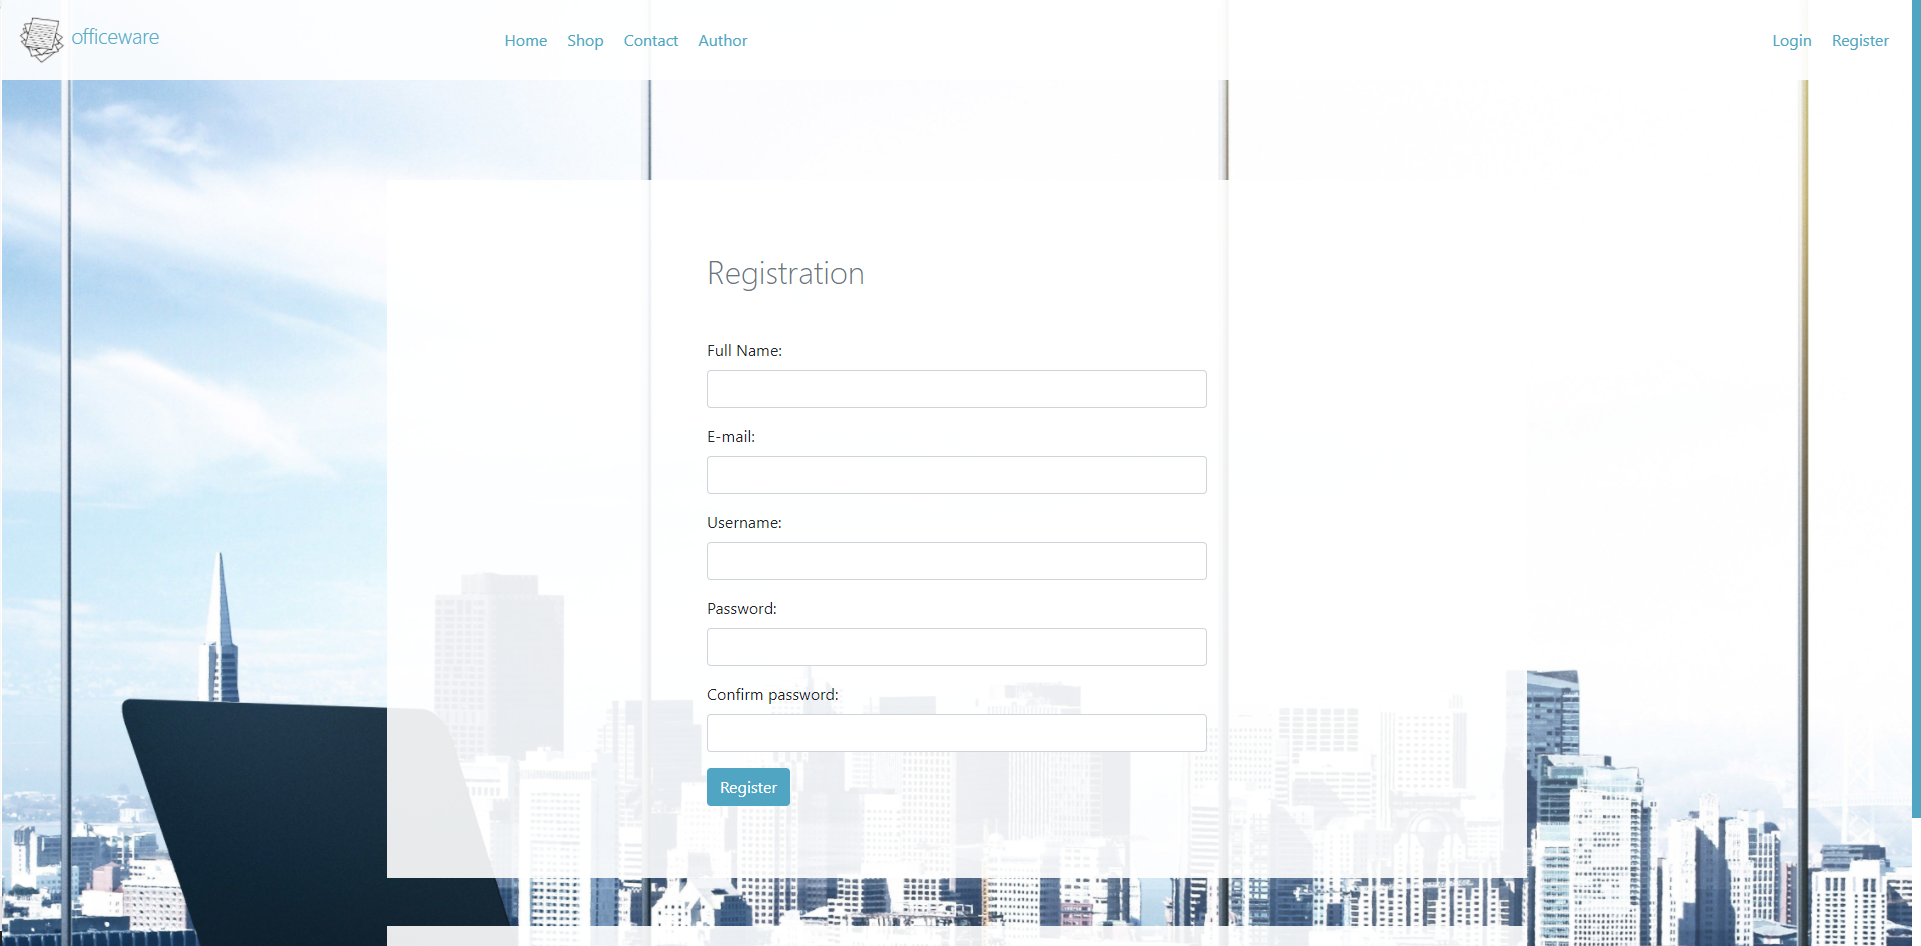 officeware
Home Shop Contact Author
Login Register
Registration
Full Name:
E-mail:
Username:
Password:
Confirm password:
Register